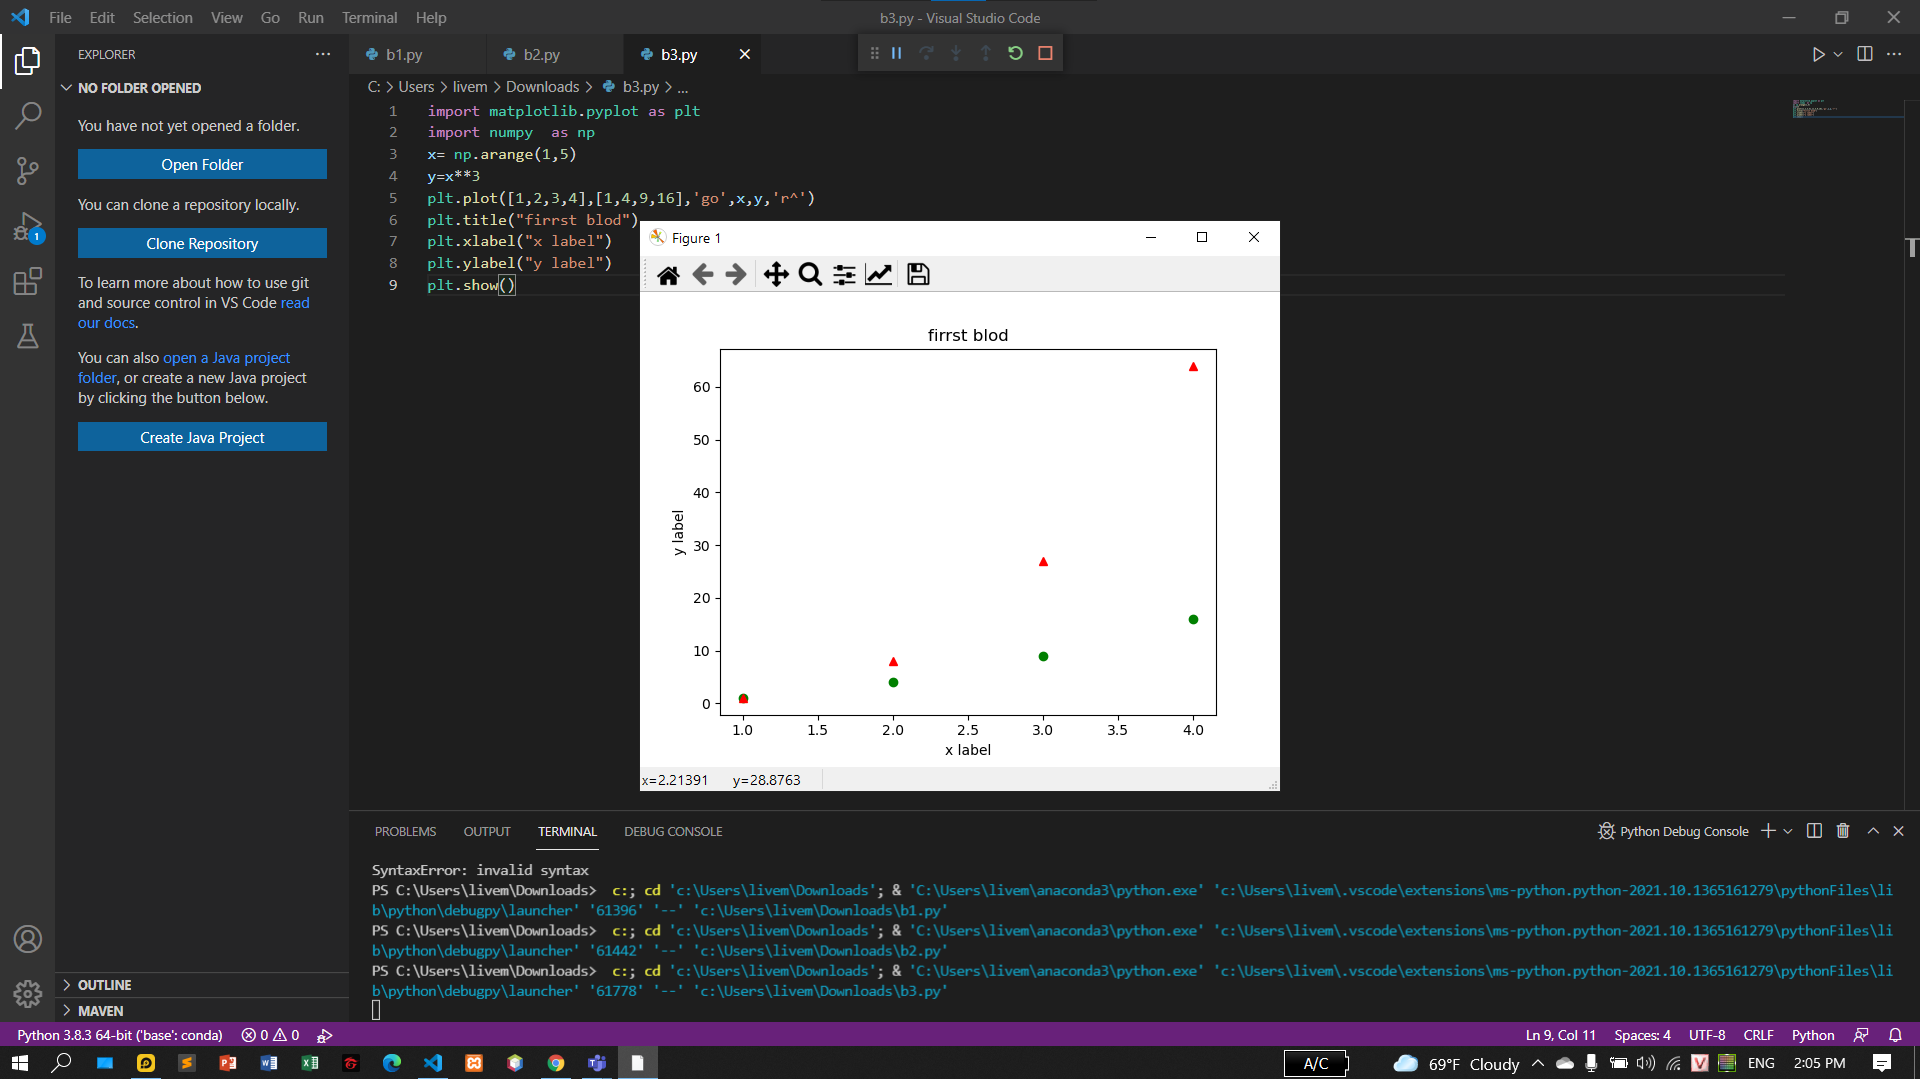 File Edit Selection View Go Run Terminal Help
b3.py - Visual Studio Code
EXPLORER
NO FOLDER OPENED
You have not yet opened a folder.
Open Folder
You can clone a repository locally.
Clone Repository
To learn more about how to use git
and source control in VS Code read
our docs.
You can also open a Java project
folder, or create a new Java project
by clicking the button below.
Create Java Project
OUTLINE
MAVEN
1
b1.py b2.py b3.py
C: > Users > livem > Downloads > b3.py > ...
1 import matplotlib.pyplot as plt
2 import numpy  as np
3 x= np.arange(1,5)
4 y=x**3
5 plt.plot([1,2,3,4],[1,4,9,16],'go',x,y,'r^')
6 plt.title("firrst blod")
7 plt.xlabel("x label")
8 plt.ylabel("y label")
9 plt.show()
Figure 1
firrst blod
60
50
40
30
20
10
0
y label
1.0 1.5 2.0 2.5 3.0 3.5 4.0
x label
x=2.21391 y=28.8763
PROBLEMS OUTPUT TERMINAL DEBUG CONSOLE
Python Debug Console
SyntaxError: invalid syntax
PS C:\Users\livem\Downloads>  c:; cd 'c:\Users\livem\Downloads'; & 'C:\Users\livem\anaconda3\python.exe' 'c:\Users\livem\.vscode\extensions\ms-python.python-2021.10.1365161279\pythonFiles\li
b\python\debugpy\launcher' '61396' '--' 'c:\Users\livem\Downloads\b1.py'
PS C:\Users\livem\Downloads>  c:; cd 'c:\Users\livem\Downloads'; & 'C:\Users\livem\anaconda3\python.exe' 'c:\Users\livem\.vscode\extensions\ms-python.python-2021.10.1365161279\pythonFiles\li
b\python\debugpy\launcher' '61442' '--' 'c:\Users\livem\Downloads\b2.py'
PS C:\Users\livem\Downloads>  c:; cd 'c:\Users\livem\Downloads'; & 'C:\Users\livem\anaconda3\python.exe' 'c:\Users\livem\.vscode\extensions\ms-python.python-2021.10.1365161279\pythonFiles\li
b\python\debugpy\launcher' '61778' '--' 'c:\Users\livem\Downloads\b3.py'
Python 3.8.3 64-bit ('base': conda) 0 0
Ln 9, Col 11 Spaces: 4 UTF-8 CRLF Python
A/C 69°F Cloudy ENG 2:05 PM